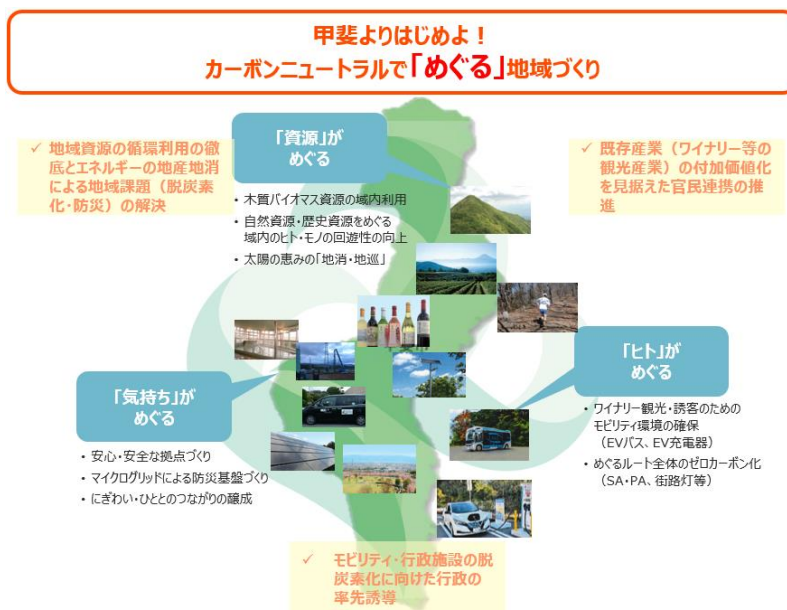 甲斐よりはじめよ！
カーボンニュートラルで「めぐる」地域づくり
✓ 地域資源の循環利用の徹
底とエネルギーの地産地消
による地域課題（脱炭素
化・防災）の解決
「資源」が
めぐる
• 木質バイオマス資源の域内利用
• 自然資源・歴史資源をめぐる
域内のヒト・モノの回遊性の向上
• 太陽の恵みの「地消・地巡」
✓ 既存産業（ワイナリー等の
観光産業）の付加価値化
を見据えた官民連携の推
進
「気持ち」が
めぐる
• 安心・安全な拠点づくり
• マイクログリッドによる防災基盤づくり
• にぎわい・ひととのつながりの醸成
「ヒト」が
めぐる
• ワイナリー観光・誘客のための
モビリティ環境の確保
（EVバス、EV充電器）
• めぐるルート全体のゼロカーボン化
（SA・PA、街路灯等）
✓ モビリティ・行政施設の脱
炭素化に向けた行政の
率先誘導